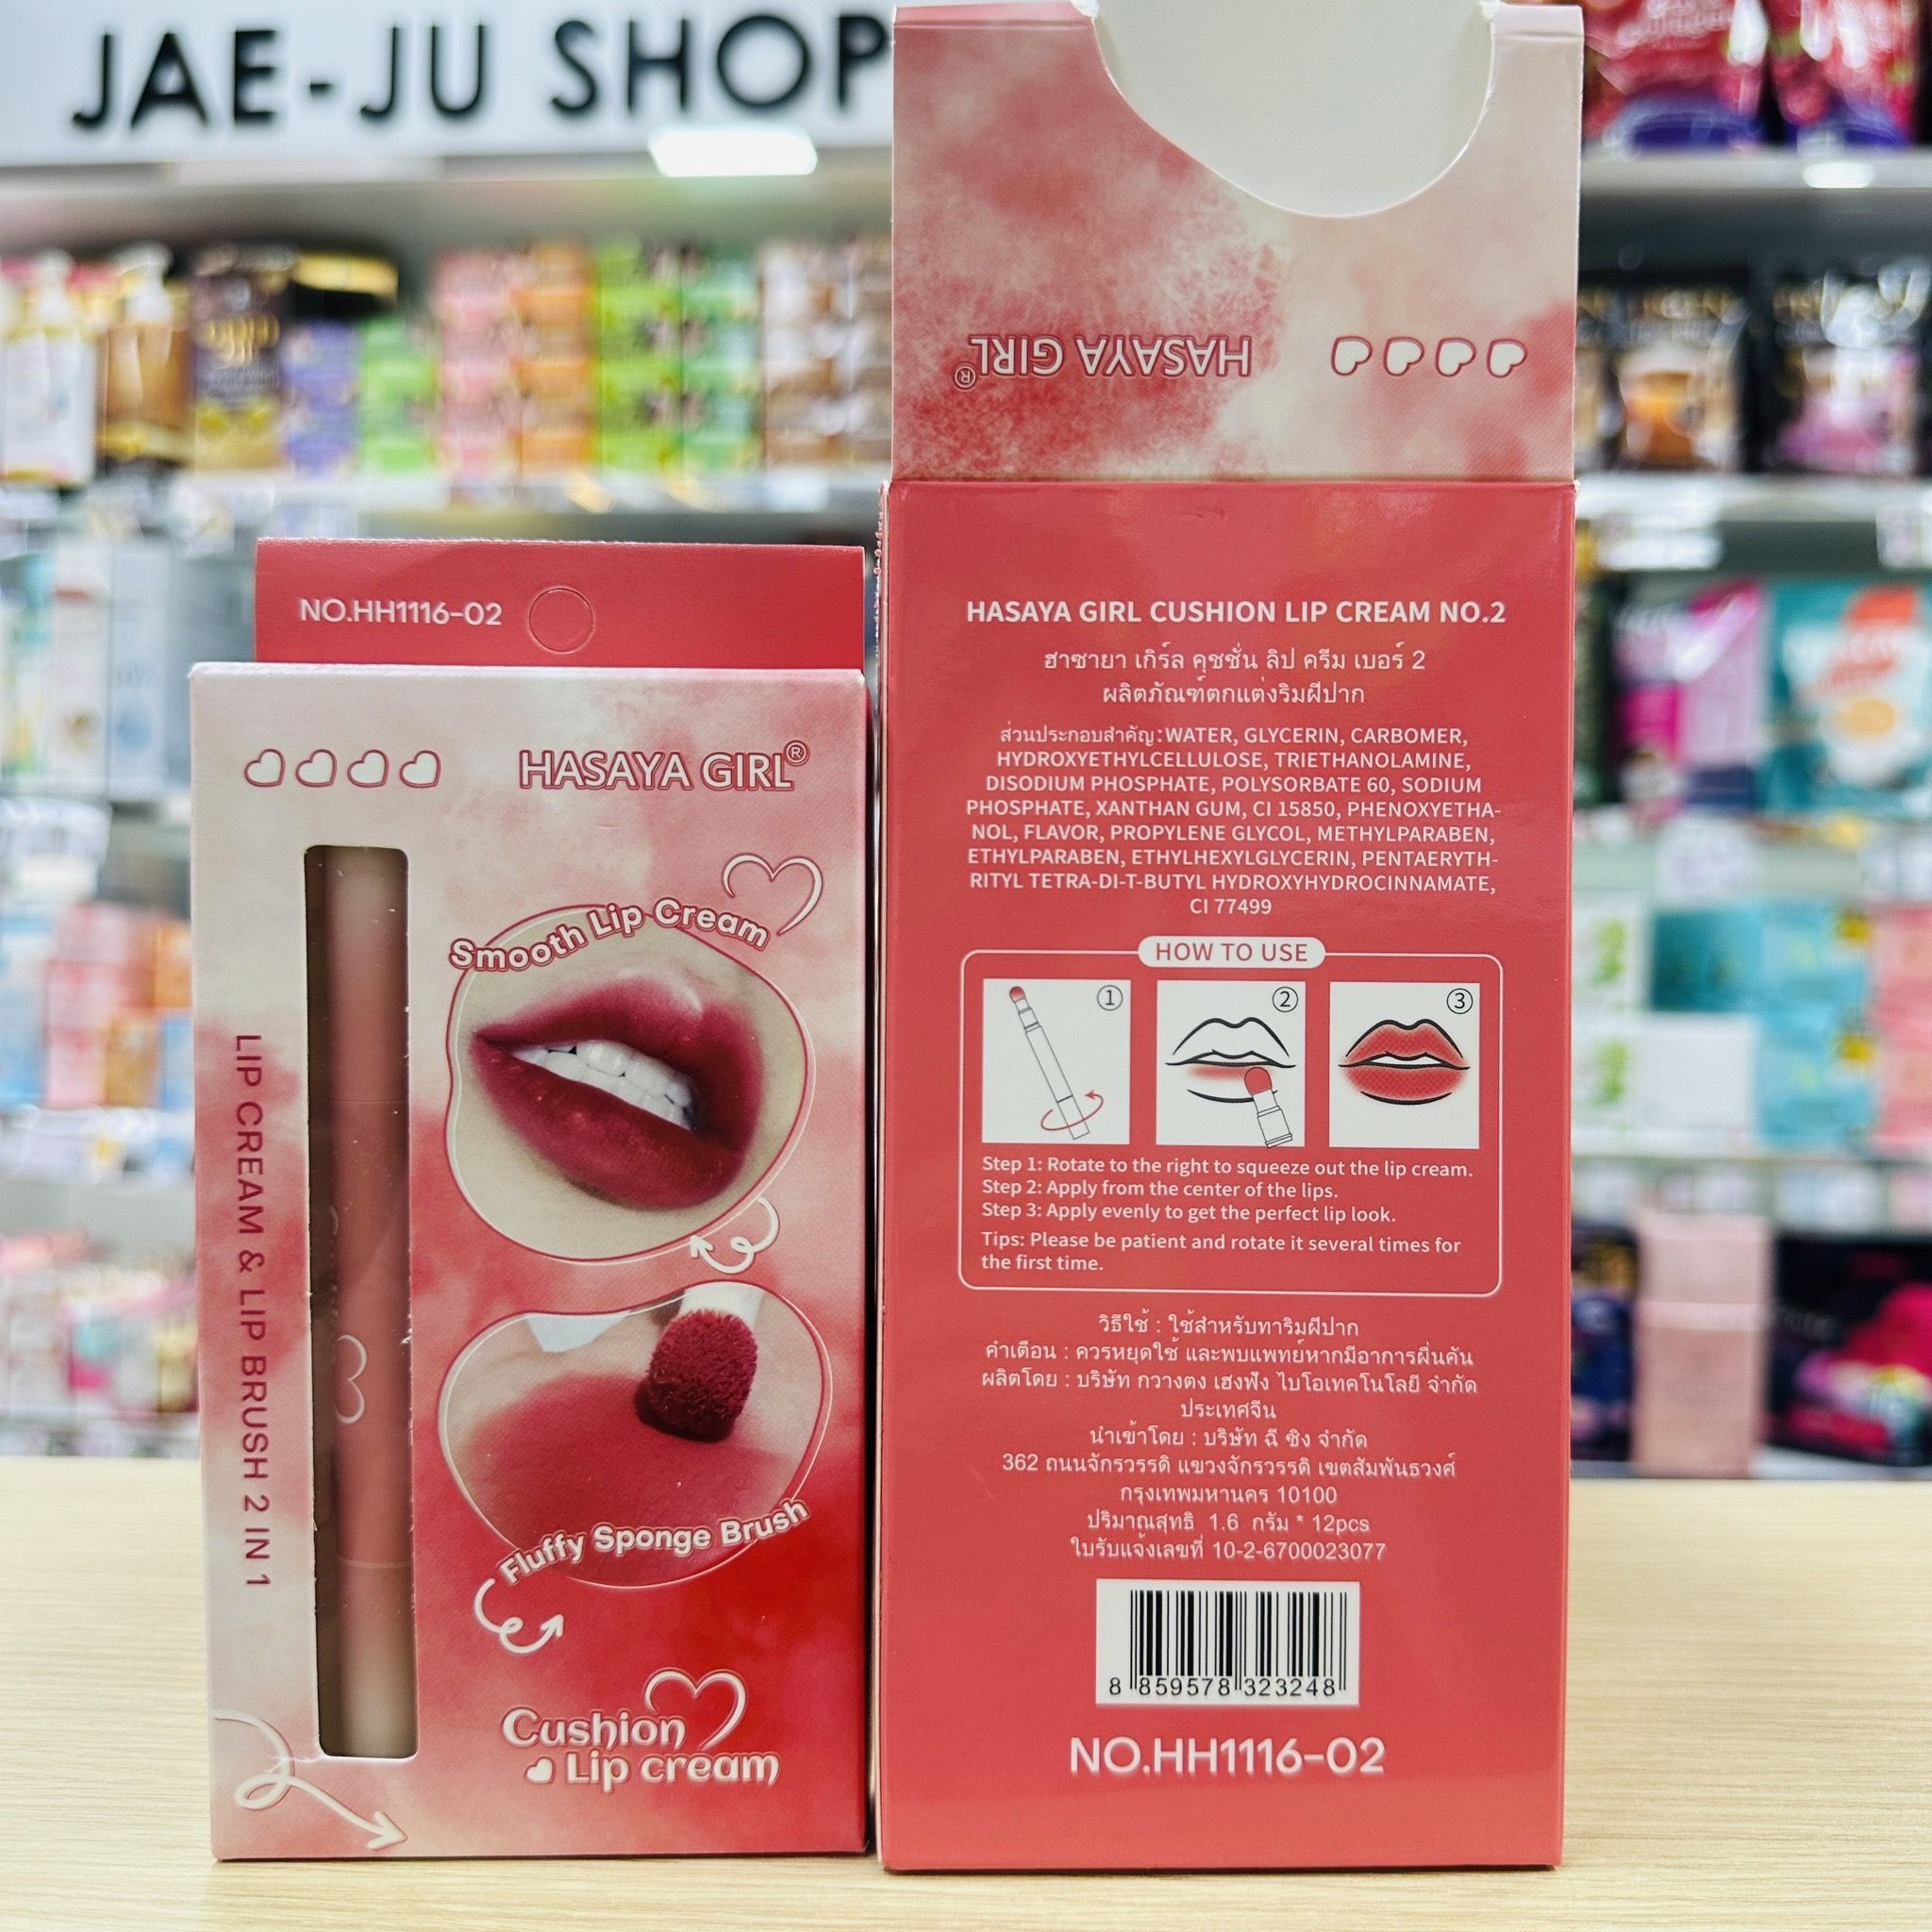 JAE-JU SHOP
NO.HH1116-02
HASAYA GIRL®
Smooth Lip Cream
LIP CREAM & LIP BRUSH 2 IN 1
Fluffy Sponge Brush
Cushion
Lip cream
HASAYA GIRL®
HASAYA GIRL CUSHION LIP CREAM NO.2
ฮาซายา เกิร์ล คุชชั่น ลิป ครีม เบอร์ 2
ผลิตภัณฑ์ตกแต่งริมฝีปาก
ส่วนประกอบสำคัญ:WATER, GLYCERIN, CARBOMER,
HYDROXYETHYLCELLULOSE, TRIETHANOLAMINE,
DISODIUM PHOSPHATE, POLYSORBATE 60, SODIUM
PHOSPHATE, XANTHAN GUM, CI 15850, PHENOXYETHA-
NOL, FLAVOR, PROPYLENE GLYCOL, METHYLPARABEN,
ETHYLPARABEN, ETHYLHEXYLGLYCERIN, PENTAERYTH-
RITYL TETRA-DI-T-BUTYL HYDROXYHYDROCINNAMATE,
CI 77499
HOW TO USE
1 2 3
Step 1: Rotate to the right to squeeze out the lip cream.
Step 2: Apply from the center of the lips.
Step 3: Apply evenly to get the perfect lip look.
Tips: Please be patient and rotate it several times for
the first time.
วิธีใช้ : ใช้สำหรับทาริมฝีปาก
คำเตือน : ควรหยุดใช้ และพบแพทย์หากมีอาการผื่นคัน
ผลิตโดย : บริษัท กวางตง เฮงฟัง ไบโอเทคโนโลยี จำกัด
ประเทศจีน
นำเข้าโดย : บริษัท ฉี ซิง จำกัด
362 ถนนจักรวรรดิ แขวงจักรวรรดิ เขตสัมพันธวงศ์
กรุงเทพมหานคร 10100
ปริมาณสุทธิ 1.6 กรัม * 12pcs
ใบรับแจ้งเลขที่ 10-2-6700023077
8 859578 323248
NO.HH1116-02